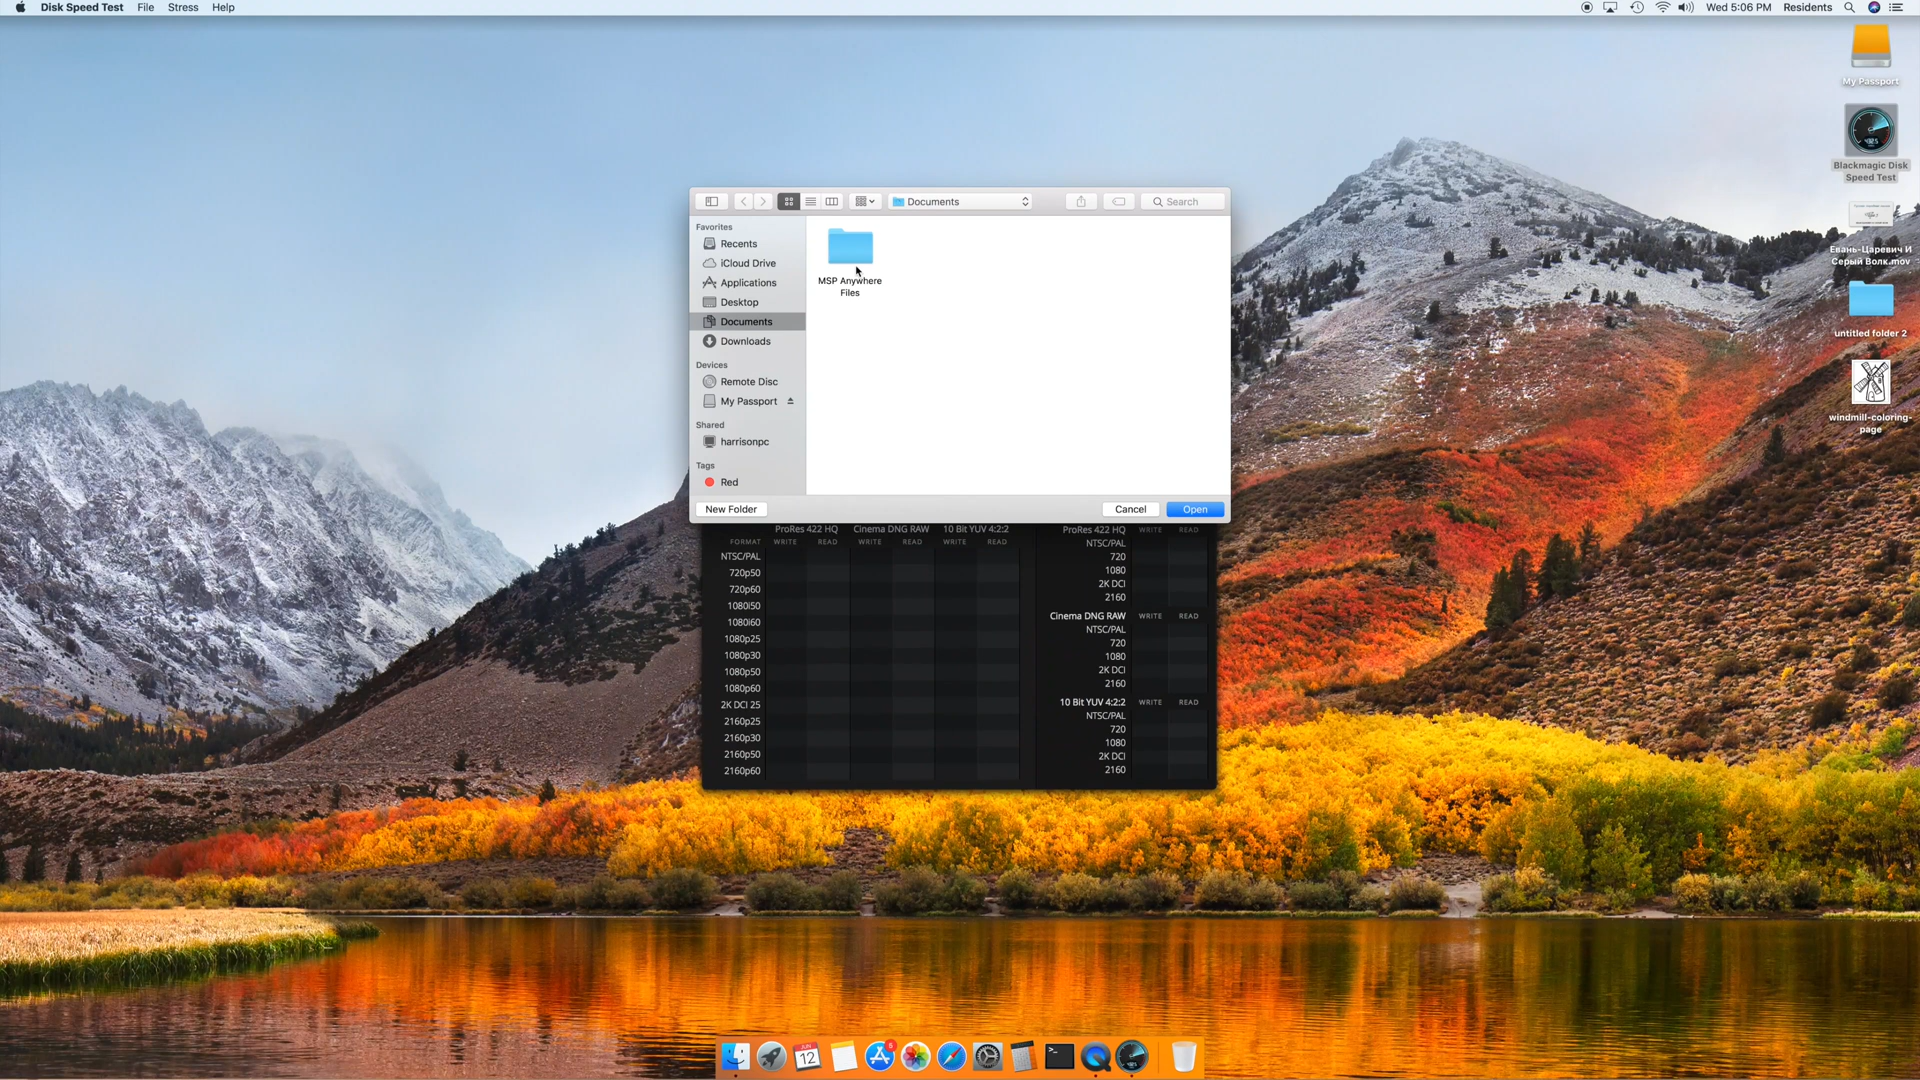 Disk Speed Test File Stress Help
Wed 5:06 PM Residents
My Passport
Blackmagic Disk
Speed Test
Евань-Царевич И
Серый Волк.mov
untitled folder 2
windmill-coloring-
page
Documents
Search
Favorites
Recents
iCloud Drive
Applications
Desktop
Documents
Downloads
Devices
Remote Disc
My Passport
Shared
harrisonpc
Tags
Red
MSP Anywhere
Files
New Folder
Cancel
Open
ProRes 422 HQ Cinema DNG RAW 10 Bit YUV 4:2:2
FORMAT WRITE READ WRITE READ WRITE READ
NTSC/PAL
720p50
720p60
1080i50
1080i60
1080p25
1080p30
1080p50
1080p60
2K DCI 25
2160p25
2160p30
2160p50
2160p60
ProRes 422 HQ WRITE READ
NTSC/PAL
720
1080
2K DCI
2160
Cinema DNG RAW WRITE READ
NTSC/PAL
720
1080
2K DCI
2160
10 Bit YUV 4:2:2 WRITE READ
NTSC/PAL
720
1080
2K DCI
2160
JUN
12
5